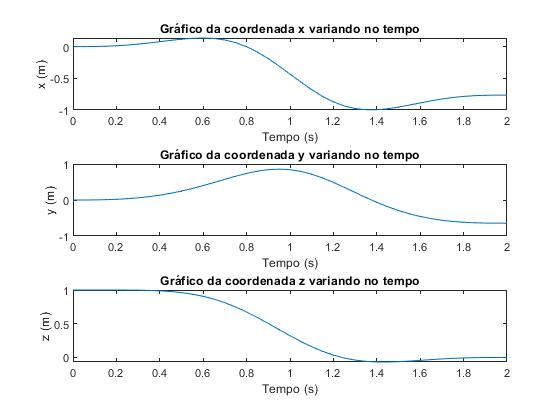 Gráfico da coordenada x variando no tempo
0
-0.5
-1
x (m)
0 0.2 0.4 0.6 0.8 1 1.2 1.4 1.6 1.8 2
Tempo (s)
Gráfico da coordenada y variando no tempo
1
0
-1
y (m)
0 0.2 0.4 0.6 0.8 1 1.2 1.4 1.6 1.8 2
Tempo (s)
Gráfico da coordenada z variando no tempo
1
0.5
0
z (m)
0 0.2 0.4 0.6 0.8 1 1.2 1.4 1.6 1.8 2
Tempo (s)